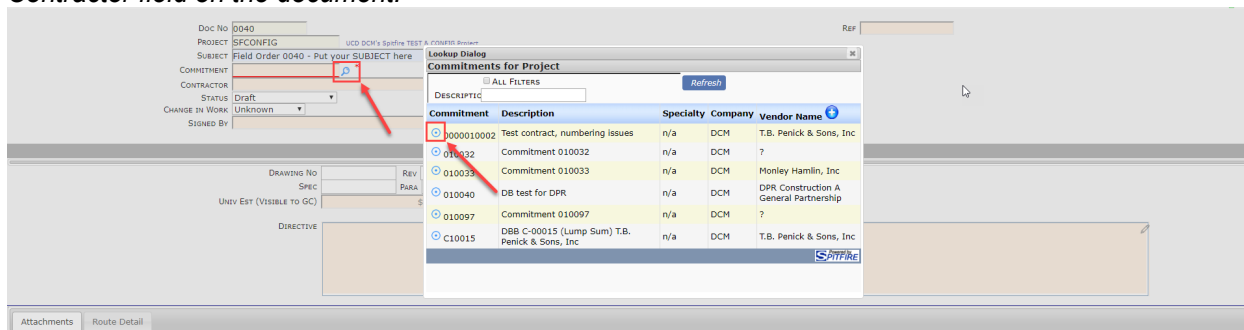 Contractor field on the document.
Doc No 0040 Ref
Project SFCONFIG UCD DCM's Spitfire TEST & CONFIG Project
Subject Field Order 0040 - Put your SUBJECT here
Commitment
Contractor
Status Draft
Change in Work Unknown
Signed By
Lookup Dialog
Commitments for Project
All Filters Refresh
Descriptic
Commitment Description Specialty Company Vendor Name
0000010002 Test contract, numbering issues n/a DCM T.B. Penick & Sons, Inc
010032 Commitment 010032 n/a DCM ?
010033 Commitment 010033 n/a DCM Monley Hamlin, Inc
010040 DB test for DPR n/a DCM DPR Construction A General Partnership
010097 Commitment 010097 n/a DCM ?
C10015 DBB C-00015 (Lump Sum) T.B. Penick & Sons, Inc n/a DCM T.B. Penick & Sons, Inc
Powered by SPITFIRE
Drawing No Rev
Spec Para
Univ Est (Visible to GC) $
Directive
Attachments Route Detail